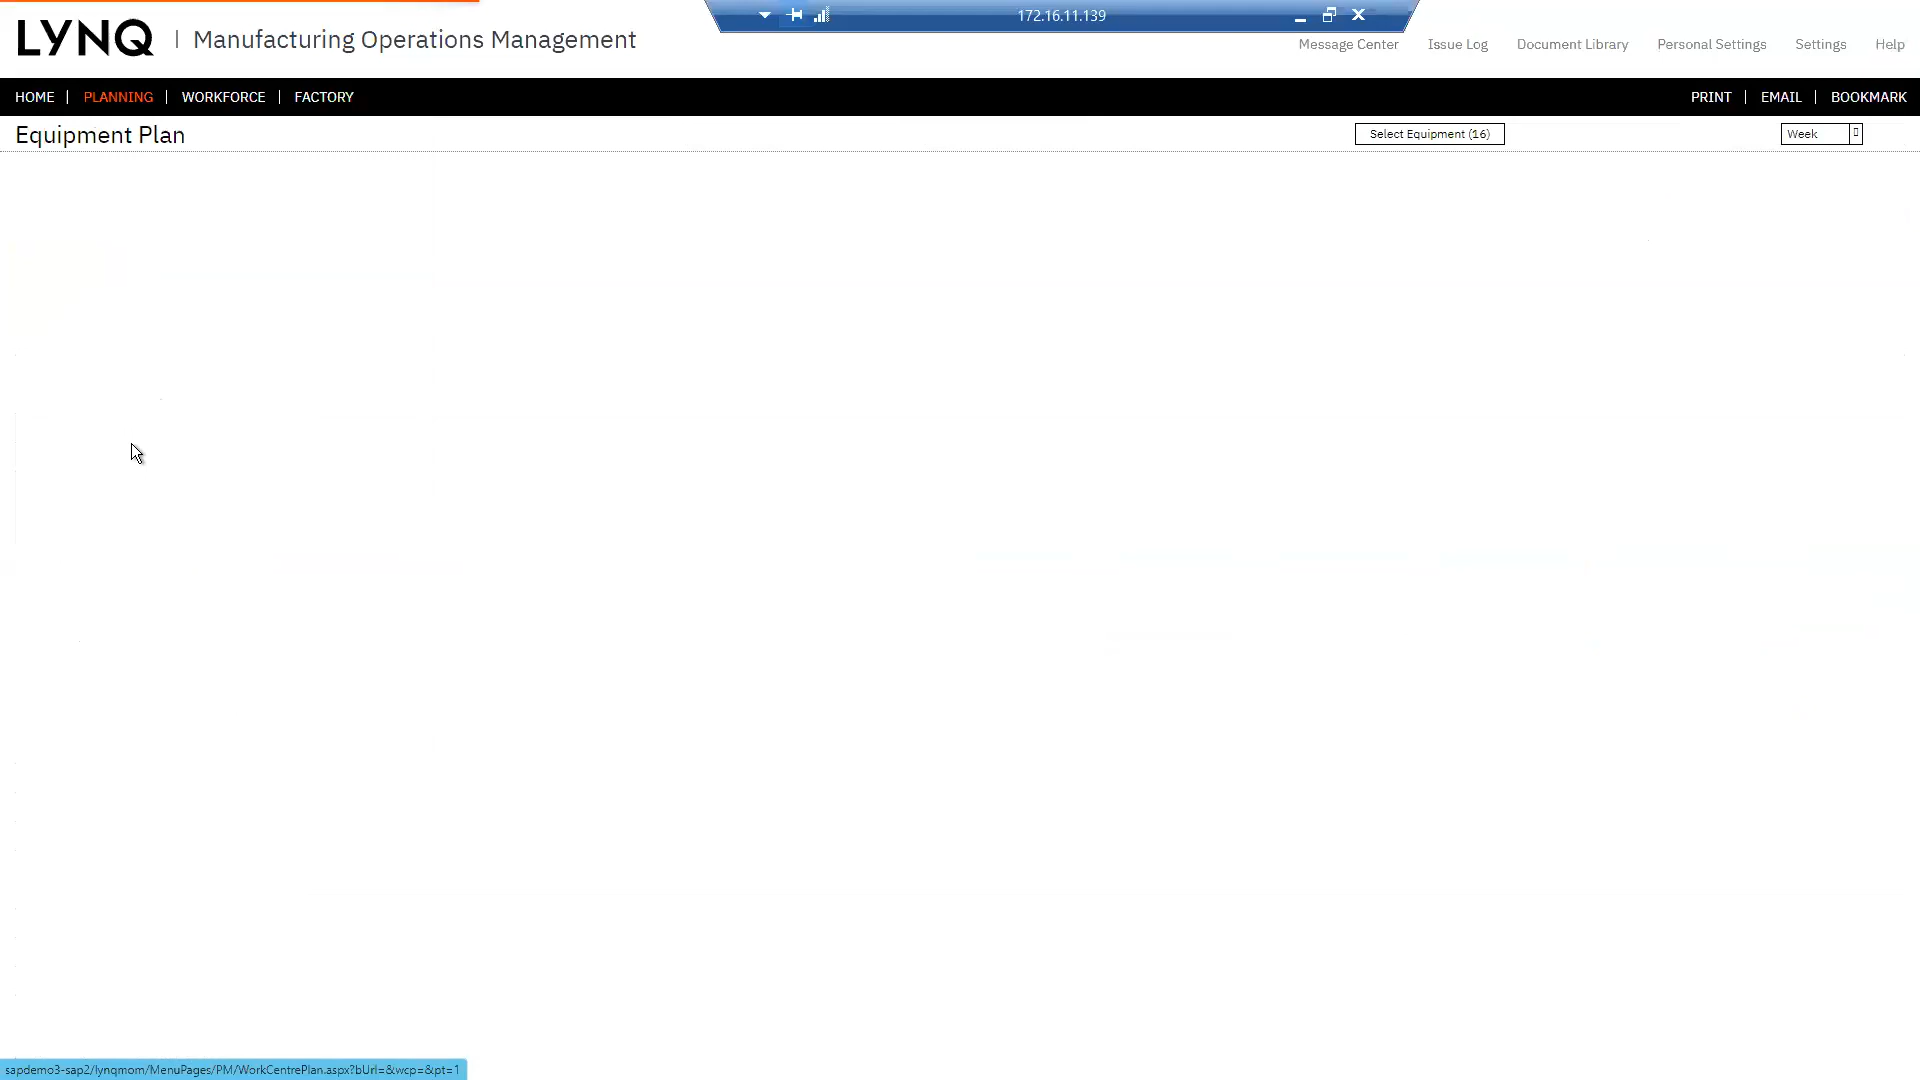 172.16.11.139
LYNQ | Manufacturing Operations Management
Message Center Issue Log Document Library Personal Settings Settings Help
HOME | PLANNING | WORKFORCE | FACTORY PRINT | EMAIL | BOOKMARK
Equipment Plan Select Equipment (16) Week
sapdemo3-sap2/lynqmom/MenuPages/PM/WorkCentrePlan.aspx?bUrl=&wcp=&pt=1